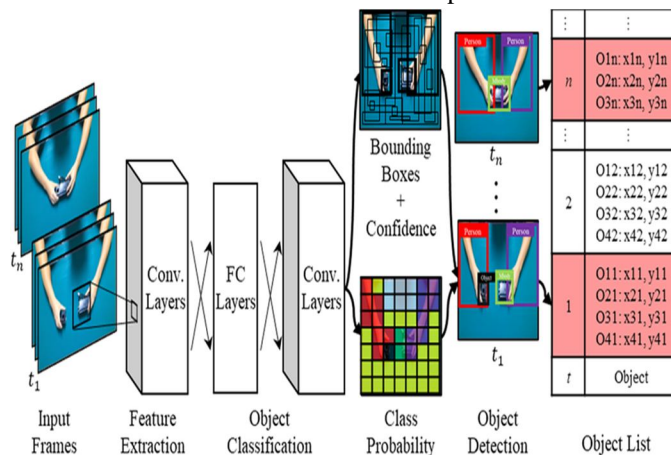 Person
Person
t_n
⋮
Bounding
Boxes
+
Confidence
Person
Person
Object
t_1
t_n
t_1
Conv.
Layers
FC
Layers
Conv.
Layers
⋮ ⋮
n
O1n: x1n, y1n
O2n: x2n, y2n
O3n: x3n, y3n
⋮ ⋮
2
O12: x12, y12
O22: x22, y22
O32: x32, y32
O42: x42, y42
1
O11: x11, y11
O21: x21, y21
O31: x31, y31
O41: x41, y41
t Object
Input
Frames
Feature
Extraction
Object
Classification
Class
Probability
Object
Detection
Object List